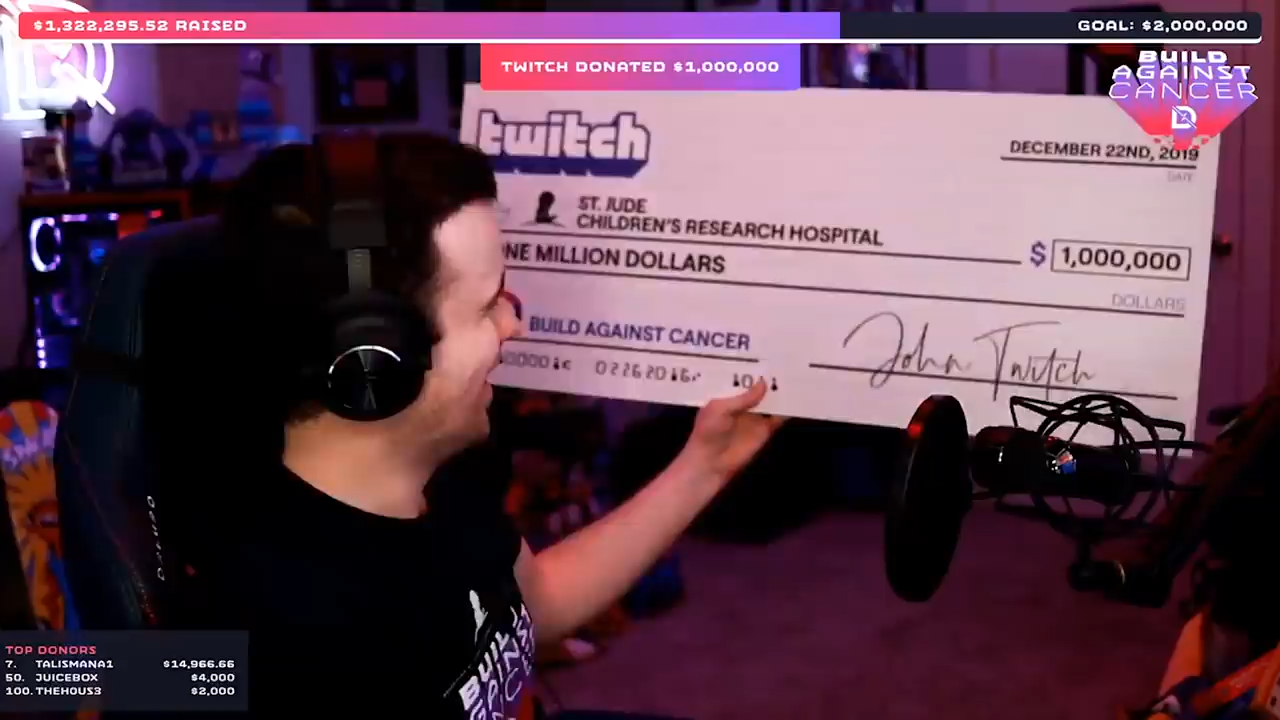 $1,322,295.52 RAISED
GOAL: $2,000,000
TWITCH DONATED $1,000,000
BUILD
AGAINST
CANCER
twitch
DECEMBER 22ND, 2019
DATE
ST. JUDE
CHILDREN'S RESEARCH HOSPITAL
$ 1,000,000
NE MILLION DOLLARS
DOLLARS
BUILD AGAINST CANCER
John Twitch
TOP DONORS
7. TALISMANA1 $14,966.66
50. JUICEBOX $4,000
100. THEHOUS3 $2,000